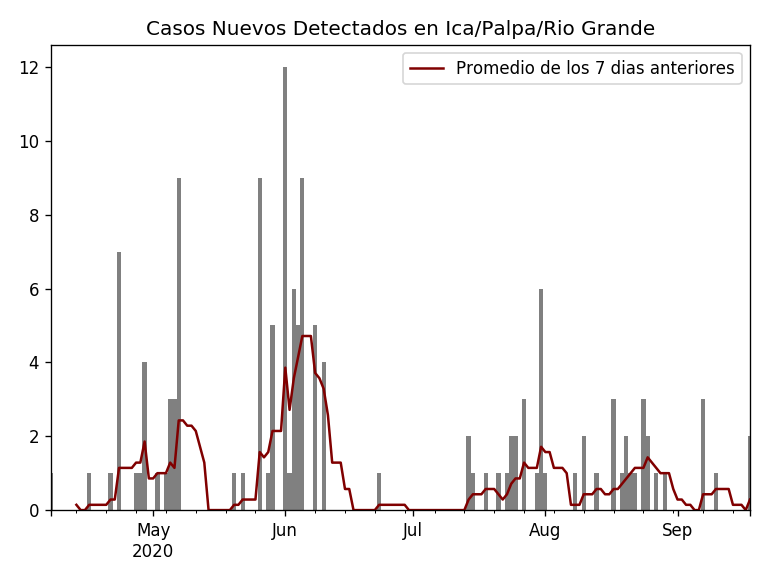 Casos Nuevos Detectados en Ica/Palpa/Rio Grande
Promedio de los 7 dias anteriores
12
10
8
6
4
2
0
May Jun Jul Aug Sep
2020